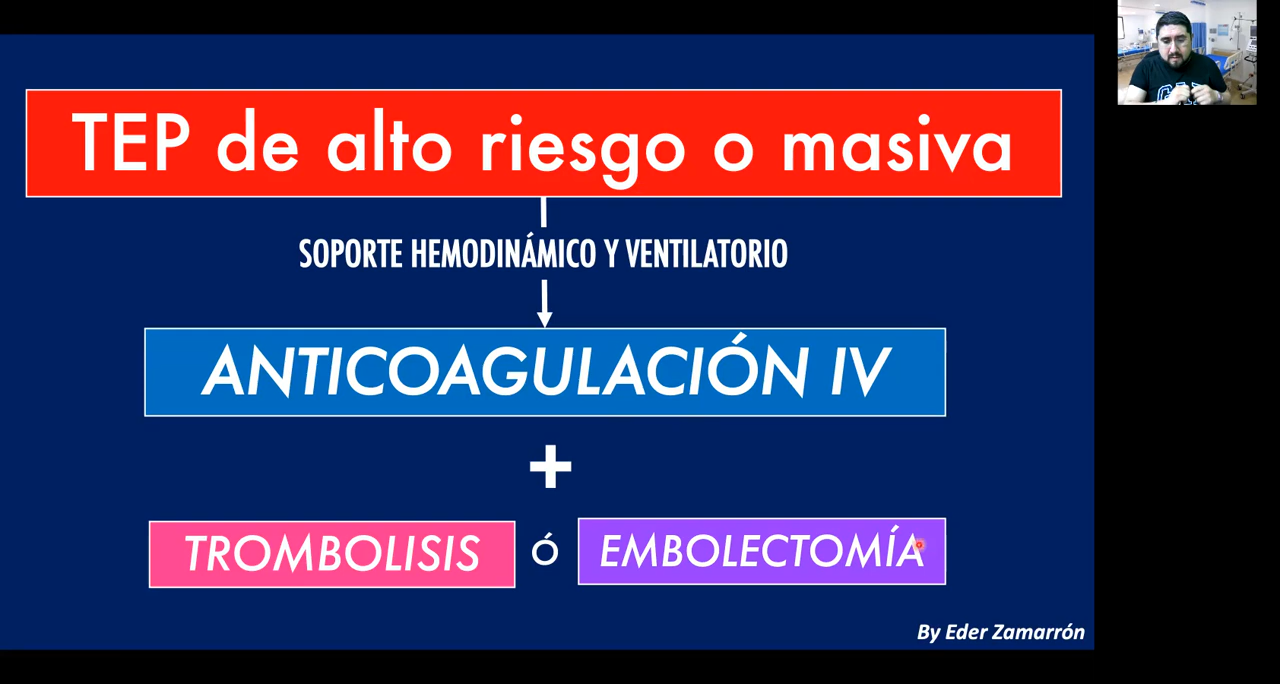 TEP de alto riesgo o masiva
SOPORTE HEMODINÁMICO Y VENTILATORIO
ANTICOAGULACIÓN IV
+
TROMBOLISIS Ó EMBOLECTOMÍA
By Eder Zamarrón